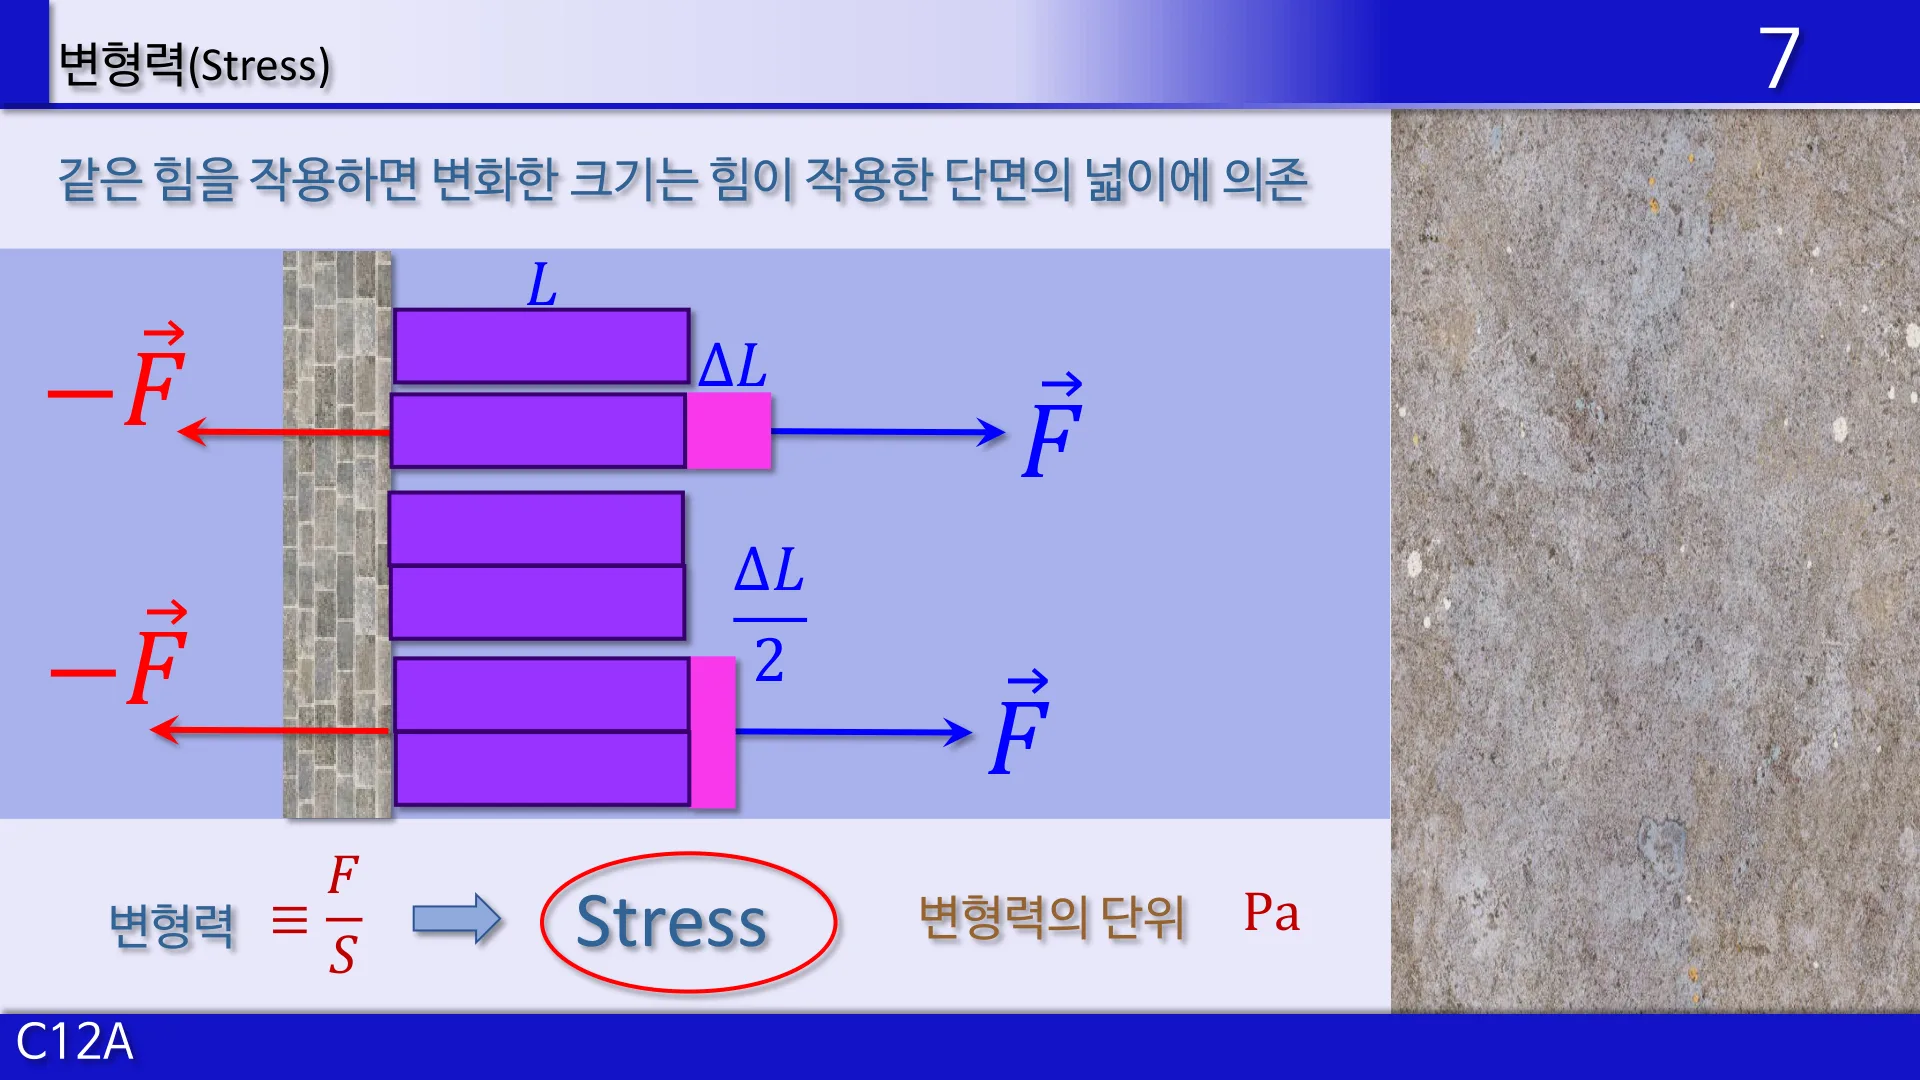 변형력(Stress)
7
같은 힘을 작용하면 변화한 크기는 힘이 작용한 단면의 넓이에 의존
L
ΔL
−F⃗
F⃗
ΔL/2
−F⃗
F⃗
변형력 ≡ F/S
Stress
변형력의 단위 Pa
C12A